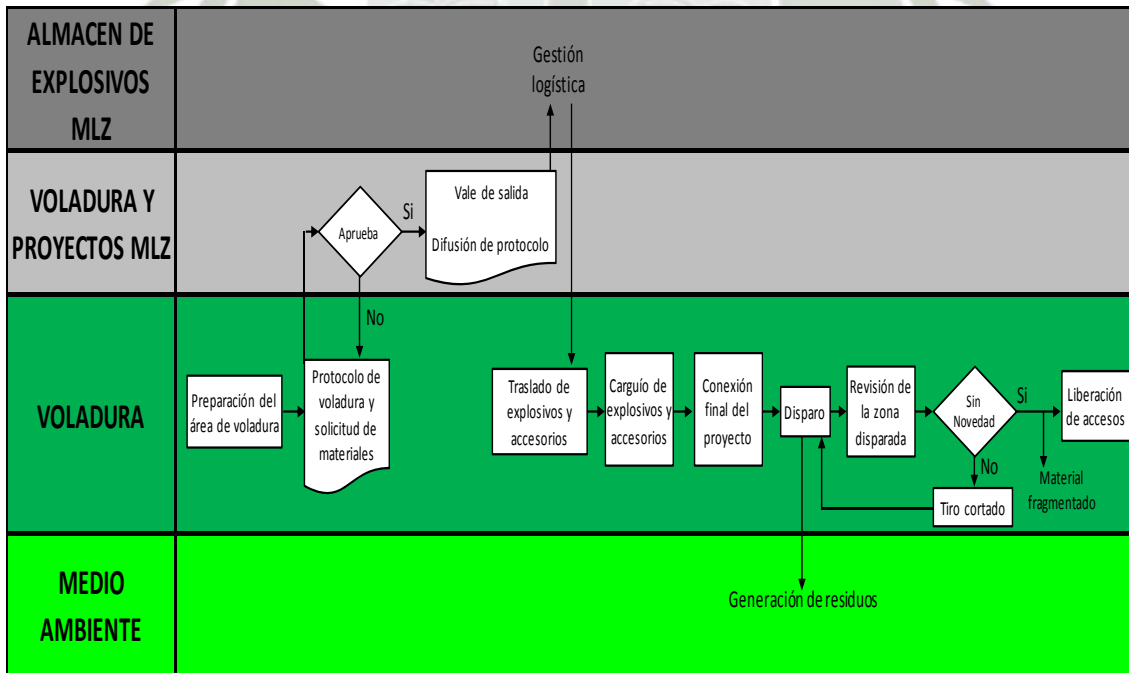 ALMACEN DE
EXPLOSIVOS
MLZ
Gestión
logística
VOLADURA Y
PROYECTOS MLZ
Aprueba
Si
Vale de salida
Difusión de protocolo
No
VOLADURA
Preparación del
área de voladura
Protocolo de
voladura y
solicitud de
materiales
Traslado de
explosivos y
accesorios
Carguío de
explosivos y
accesorios
Conexión
final del
proyecto
Disparo
Revisión de
la zona
disparada
Sin
Novedad
Si
Liberación
de accesos
No
Material
fragmentado
Tiro cortado
MEDIO
AMBIENTE
Generación de residuos